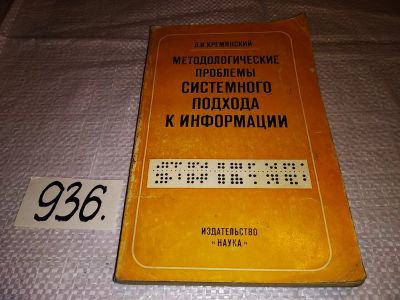 В.И. КРЕМЯНСКИЙ
МЕТОДОЛОГИЧЕСКИЕ
ПРОБЛЕМЫ
СИСТЕМНОГО
ПОДХОДА
К ИНФОРМАЦИИ
ИЗДАТЕЛЬСТВО
«НАУКА»
936.